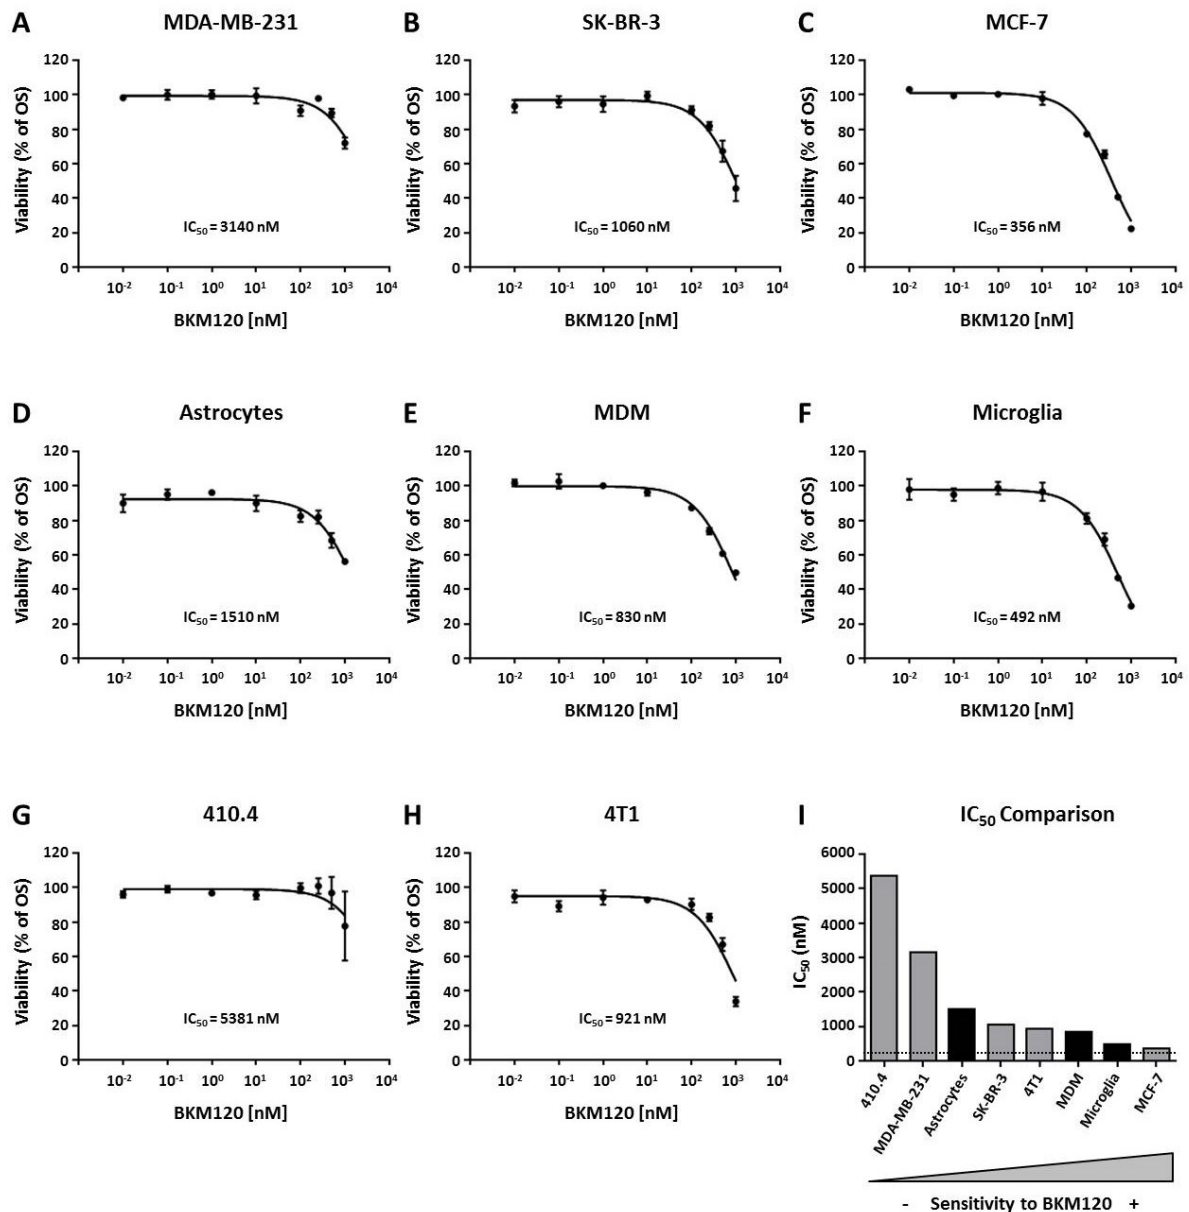 A MDA-MB-231
Viability (% of OS)
120
100
80
60
40
20
0
IC50 = 3140 nM
10-2 10-1 100 101 102 103 104
BKM120 [nM]
B SK-BR-3
Viability (% of OS)
120
100
80
60
40
20
0
IC50 = 1060 nM
10-2 10-1 100 101 102 103 104
BKM120 [nM]
C MCF-7
Viability (% of OS)
120
100
80
60
40
20
0
IC50 = 356 nM
10-2 10-1 100 101 102 103 104
BKM120 [nM]
D Astrocytes
Viability (% of OS)
120
100
80
60
40
20
0
IC50 = 1510 nM
10-2 10-1 100 101 102 103 104
BKM120 [nM]
E MDM
Viability (% of OS)
120
100
80
60
40
20
0
IC50 = 830 nM
10-2 10-1 100 101 102 103 104
BKM120 [nM]
F Microglia
Viability (% of OS)
120
100
80
60
40
20
0
IC50 = 492 nM
10-2 10-1 100 101 102 103 104
BKM120 [nM]
G 410.4
Viability (% of OS)
120
100
80
60
40
20
0
IC50 = 5381 nM
10-2 10-1 100 101 102 103 104
BKM120 [nM]
H 4T1
Viability (% of OS)
120
100
80
60
40
20
0
IC50 = 921 nM
10-2 10-1 100 101 102 103 104
BKM120 [nM]
I IC50 Comparison
IC50 (nM)
6000
5000
4000
3000
2000
1000
0
410.4
MDA-MB-231
Astrocytes
SK-BR-3
4T1
MDM
Microglia
MCF-7
- Sensitivity to BKM120 +